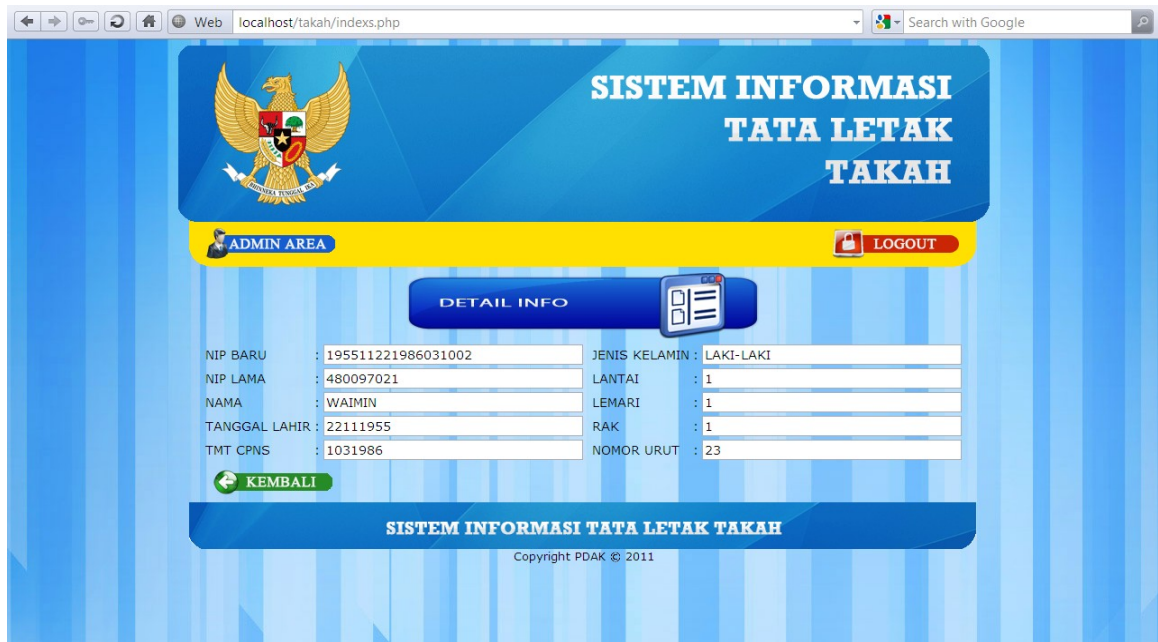 Web localhost/takah/indexs.php Search with Google
SISTEM INFORMASI
TATA LETAK
TAKAH
BHINNEKA TUNGGAL IKA
ADMIN AREA
LOGOUT
DETAIL INFO
NIP BARU : 195511221986031002 JENIS KELAMIN : LAKI-LAKI
NIP LAMA : 480097021 LANTAI : 1
NAMA : WAIMIN LEMARI : 1
TANGGAL LAHIR : 22111955 RAK : 1
TMT CPNS : 1031986 NOMOR URUT : 23
KEMBALI
SISTEM INFORMASI TATA LETAK TAKAH
Copyright PDAK © 2011